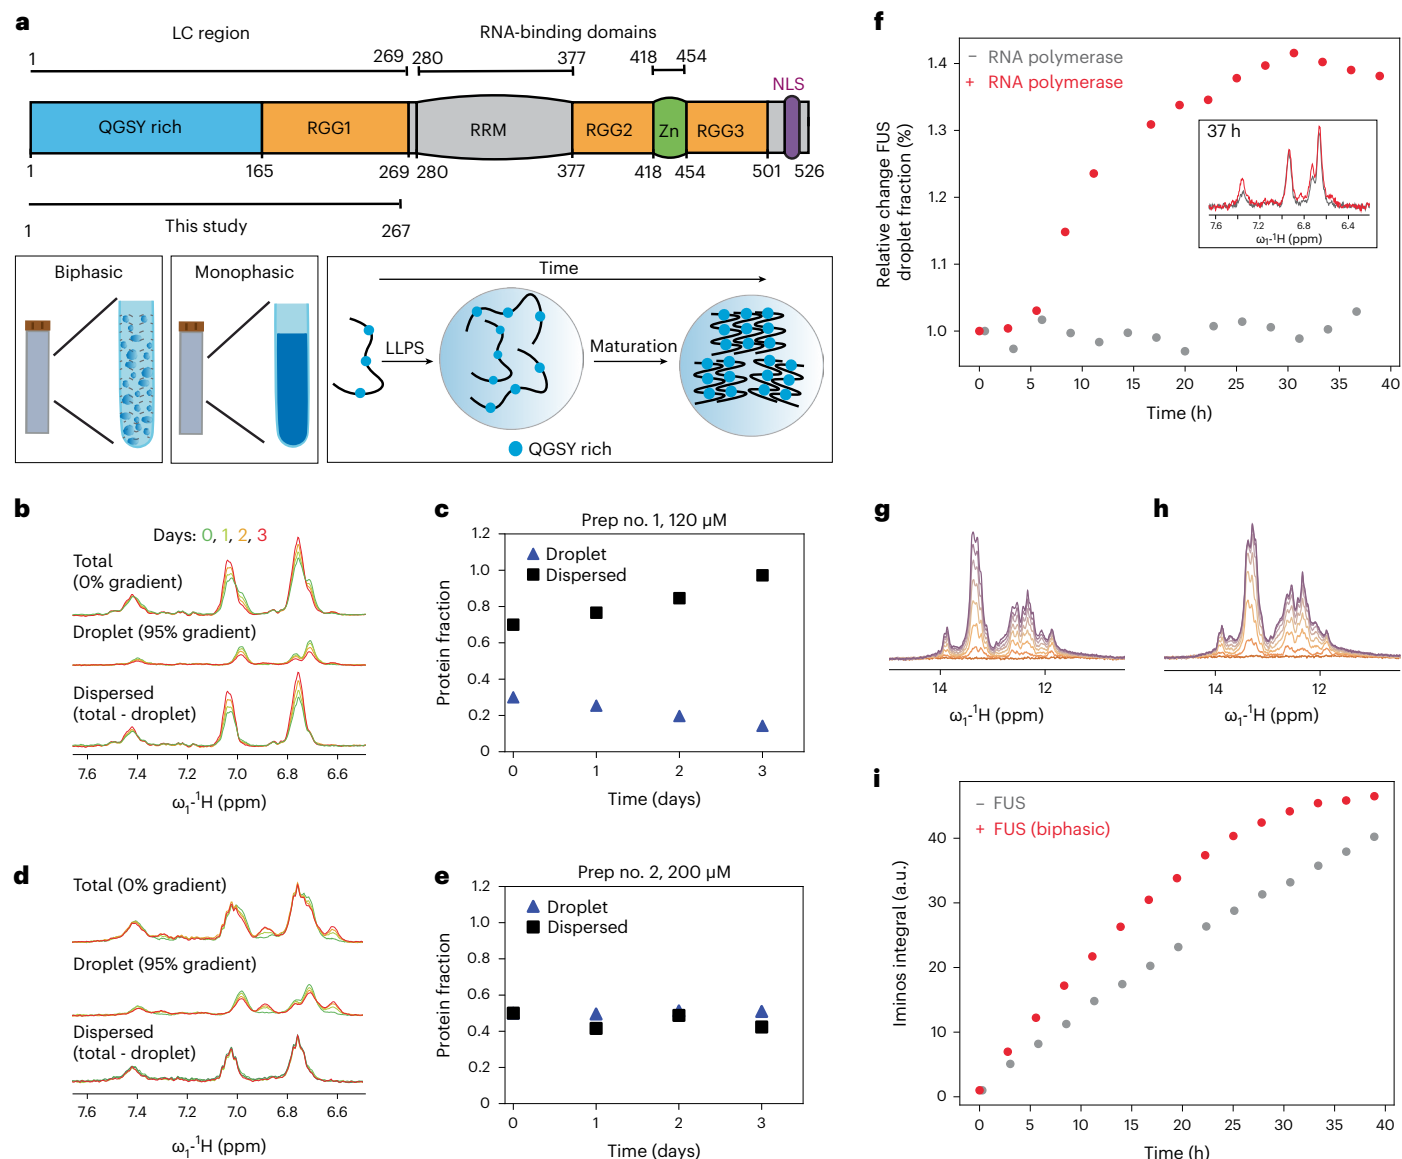 a
LC region
RNA-binding domains
1
269
280
377
418
454
NLS
QGSY rich
RGG1
RRM
RGG2
Zn
RGG3
1
165
269
280
377
418
454
501
526
This study
1
267
Biphasic
Monophasic
Time
LLPS
Maturation
QGSY rich
b
Days: 0, 1, 2, 3
Total
(0% gradient)
Droplet (95% gradient)
Dispersed
(total - droplet)
7.6 7.4 7.2 7.0 6.8 6.6
ω₁-¹H (ppm)
c
Prep no. 1, 120 µM
Droplet
Dispersed
Protein fraction
1.2
1.0
0.8
0.6
0.4
0.2
0
0 1 2 3
Time (days)
d
Total (0% gradient)
Droplet (95% gradient)
Dispersed
(total - droplet)
7.6 7.4 7.2 7.0 6.8 6.6
ω₁-¹H (ppm)
e
Prep no. 2, 200 µM
Droplet
Dispersed
Protein fraction
1.2
1.0
0.8
0.6
0.4
0.2
0
0 1 2 3
Time (days)
f
− RNA polymerase
+ RNA polymerase
Relative change FUS
droplet fraction (%)
1.4
1.3
1.2
1.1
1.0
37 h
7.6 7.2 6.8 6.4
ω₁-¹H (ppm)
0 5 10 15 20 25 30 35 40
Time (h)
g
14 12
ω₁-¹H (ppm)
h
14 12
ω₁-¹H (ppm)
i
− FUS
+ FUS (biphasic)
Iminos integral (a.u.)
40
30
20
10
0
0 5 10 15 20 25 30 35 40
Time (h)